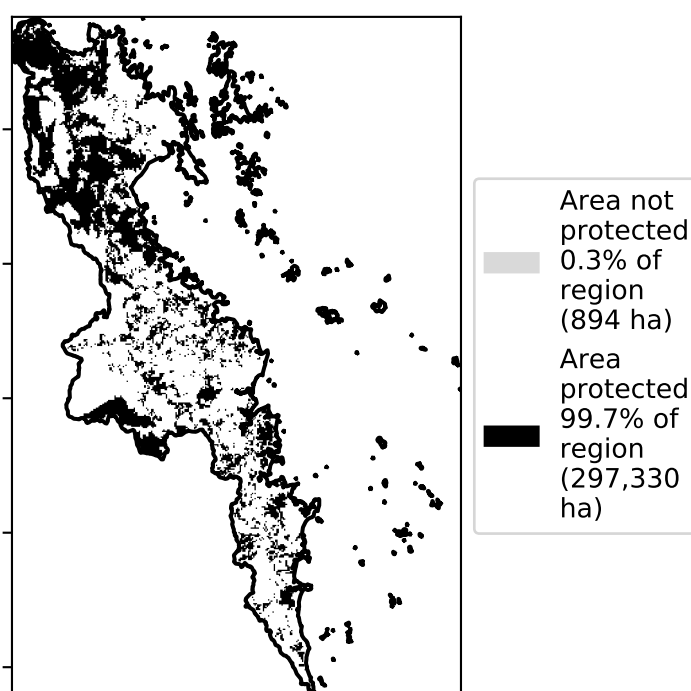 Area not
protected
0.3% of
region
(894 ha)
Area
protected
99.7% of
region
(297,330
ha)